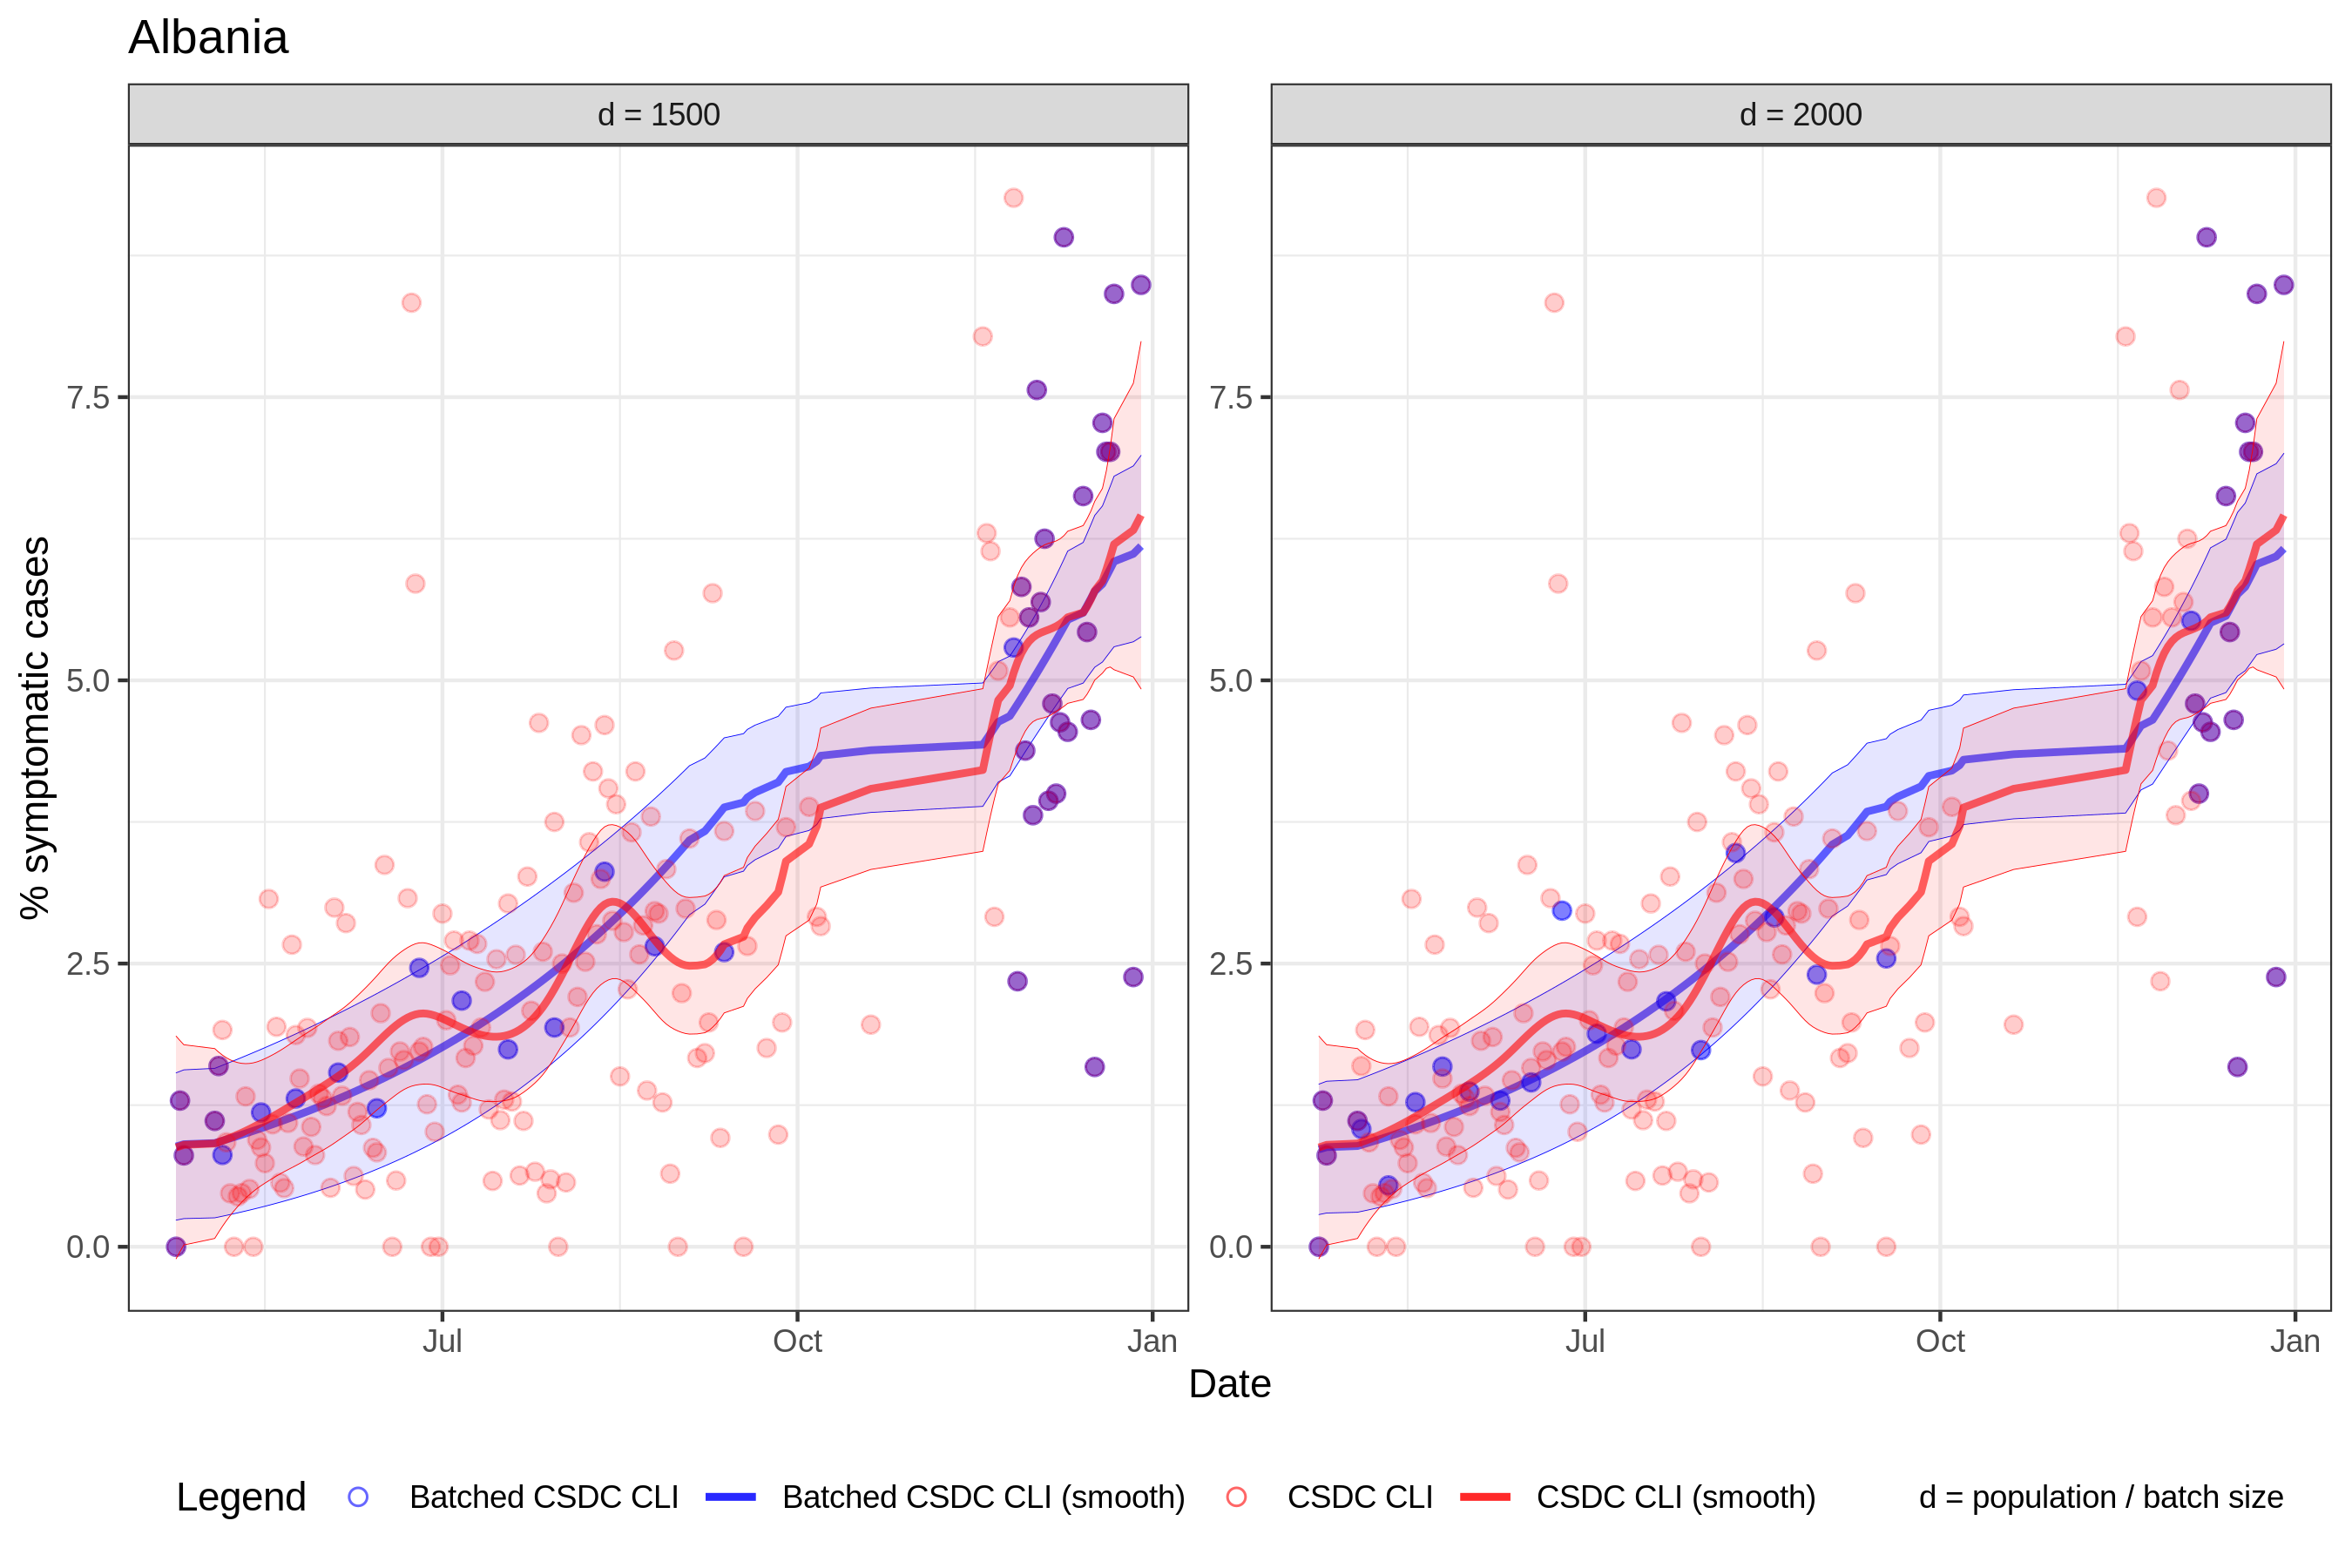 Albania
d = 1500
d = 2000
% symptomatic cases
7.5
5.0
2.5
0.0
7.5
5.0
2.5
0.0
Jul
Oct
Jan
Jul
Oct
Jan
Date
Legend
Batched CSDC CLI
Batched CSDC CLI (smooth)
CSDC CLI
CSDC CLI (smooth)
d = population / batch size